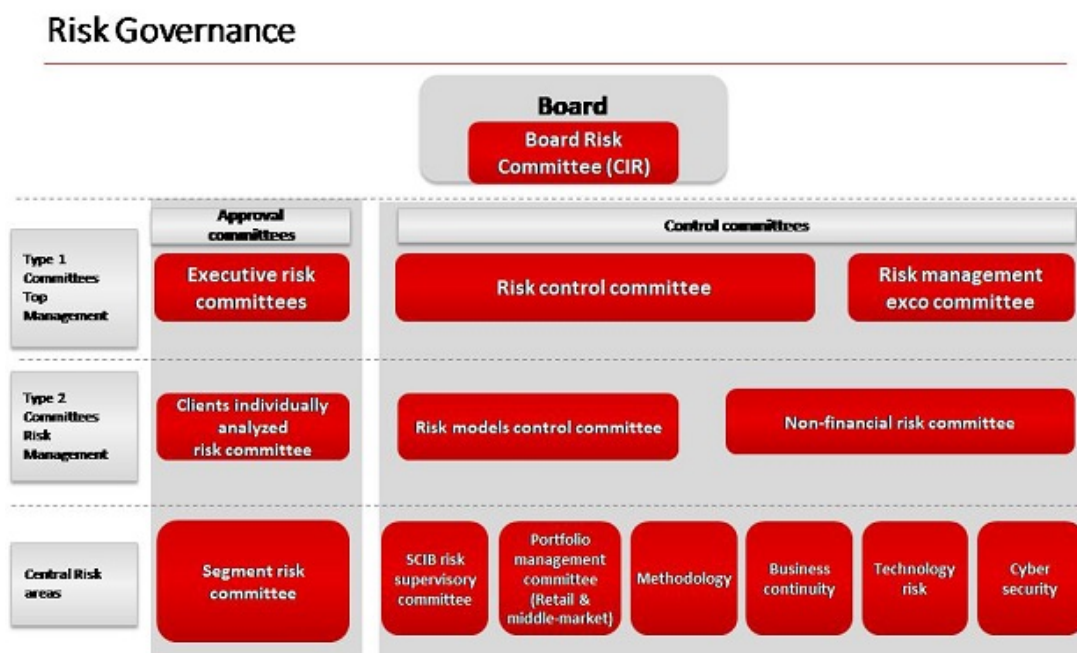 Risk Governance
Board
Board Risk
Committee (CIR)
Approval
committees
Control committees
Type 1
Committees
Top
Management
Executive risk
committees
Risk control committee
Risk management
exco committee
Type 2
Committees
Risk
Management
Clients individually
analyzed
risk committee
Risk models control committee
Non-financial risk committee
Central Risk
areas
Segment risk
committee
SCIB risk
supervisory
committee
Portfolio
management
committee
(Retail &
middle-market)
Methodology
Business
continuity
Technology
risk
Cyber
security